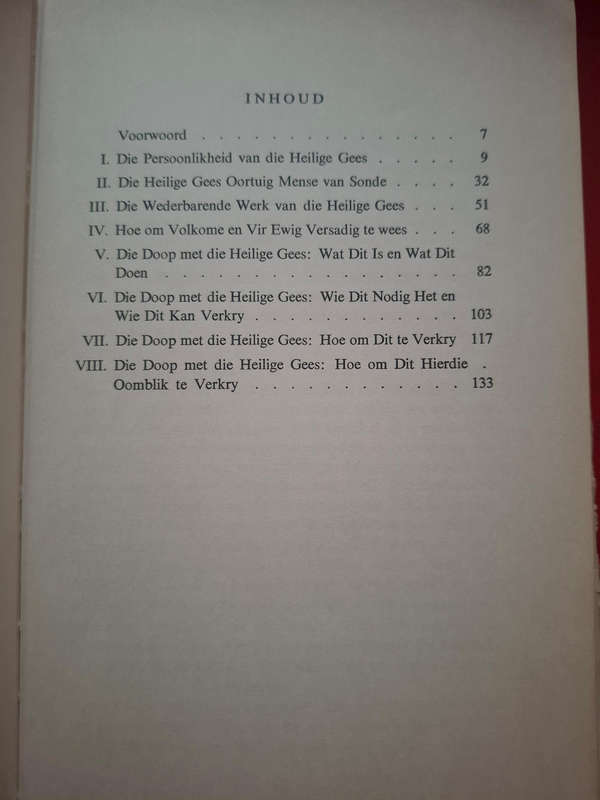 INHOUD
Voorwoord . . . . . . . . . . . . . . . 7
I. Die Persoonlikheid van die Heilige Gees . . . . . 9
II. Die Heilige Gees Oortuig Mense van Sonde . . . . 32
III. Die Wederbarende Werk van die Heilige Gees . . . 51
IV. Hoe om Volkome en Vir Ewig Versadig te wees . . . 68
V. Die Doop met die Heilige Gees: Wat Dit Is en Wat Dit
Doen . . . . . . . . . . . . . . . . . 82
VI. Die Doop met die Heilige Gees: Wie Dit Nodig Het en
Wie Dit Kan Verkry . . . . . . . . . . . 103
VII. Die Doop met die Heilige Gees: Hoe om Dit te Verkry 117
VIII. Die Doop met die Heilige Gees: Hoe om Dit Hierdie .
Oomblik te Verkry . . . . . . . . . . . . 133